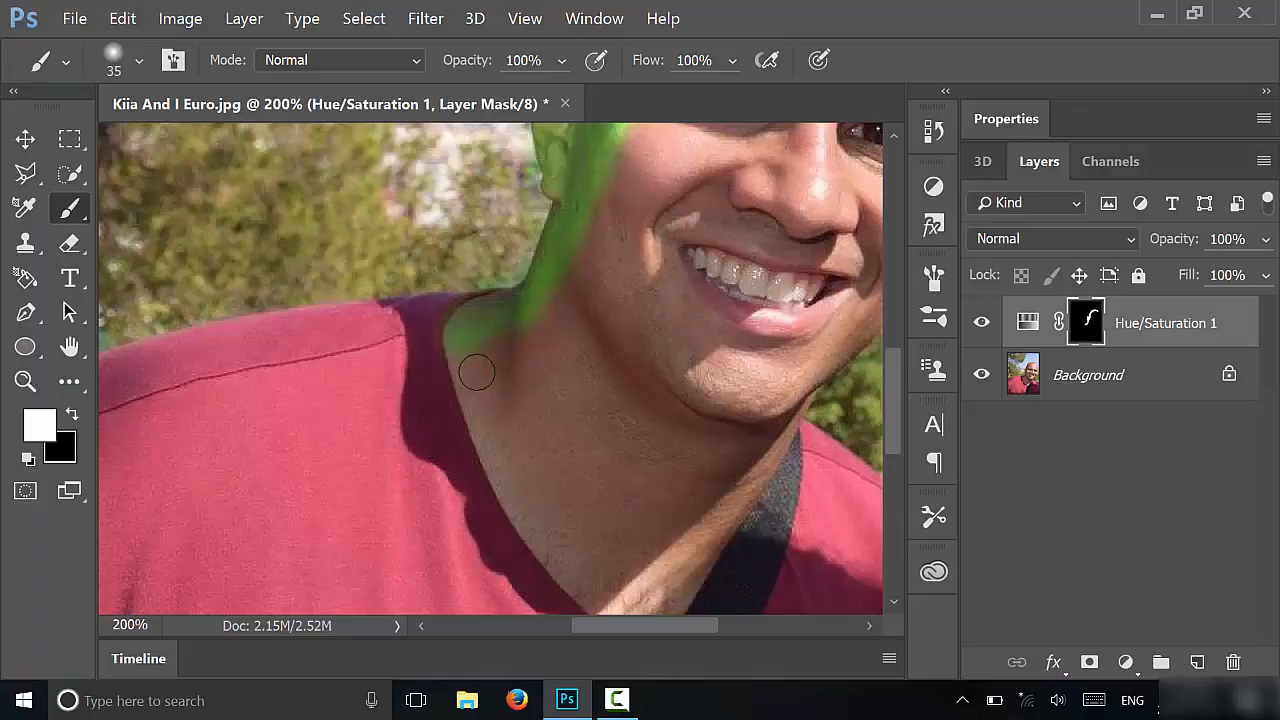 Ps File Edit Image Layer Type Select Filter 3D View Window Help
35 Mode: Normal Opacity: 100% Flow: 100%
Kiia And I Euro.jpg @ 200% (Hue/Saturation 1, Layer Mask/8) *
Properties
3D Layers Channels
Kind
Normal Opacity: 100%
Lock: Fill: 100%
Hue/Saturation 1
Background
200% Doc: 2.15M/2.52M
Timeline
Type here to search Ps ENG